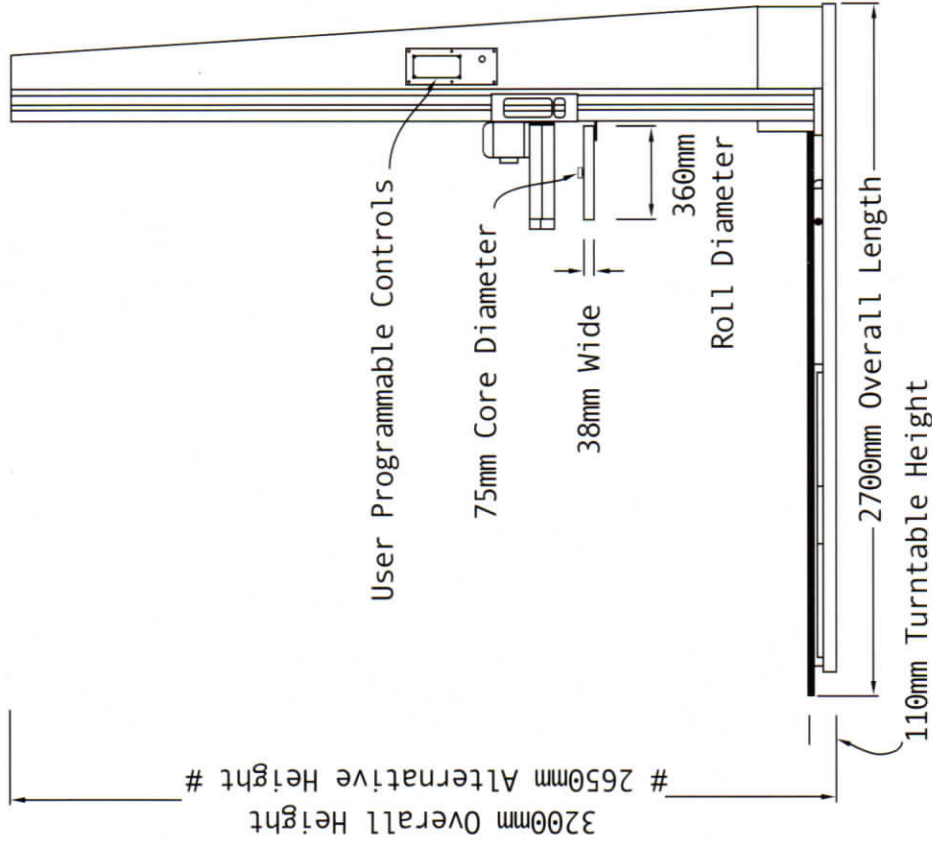 User Programmable Controls
75mm Core Diameter
38mm Wide
360mm
Roll Diameter
2700mm Overall Length
110mm Turntable Height
3200mm Overall Height
# 2650mm Alternative Height #